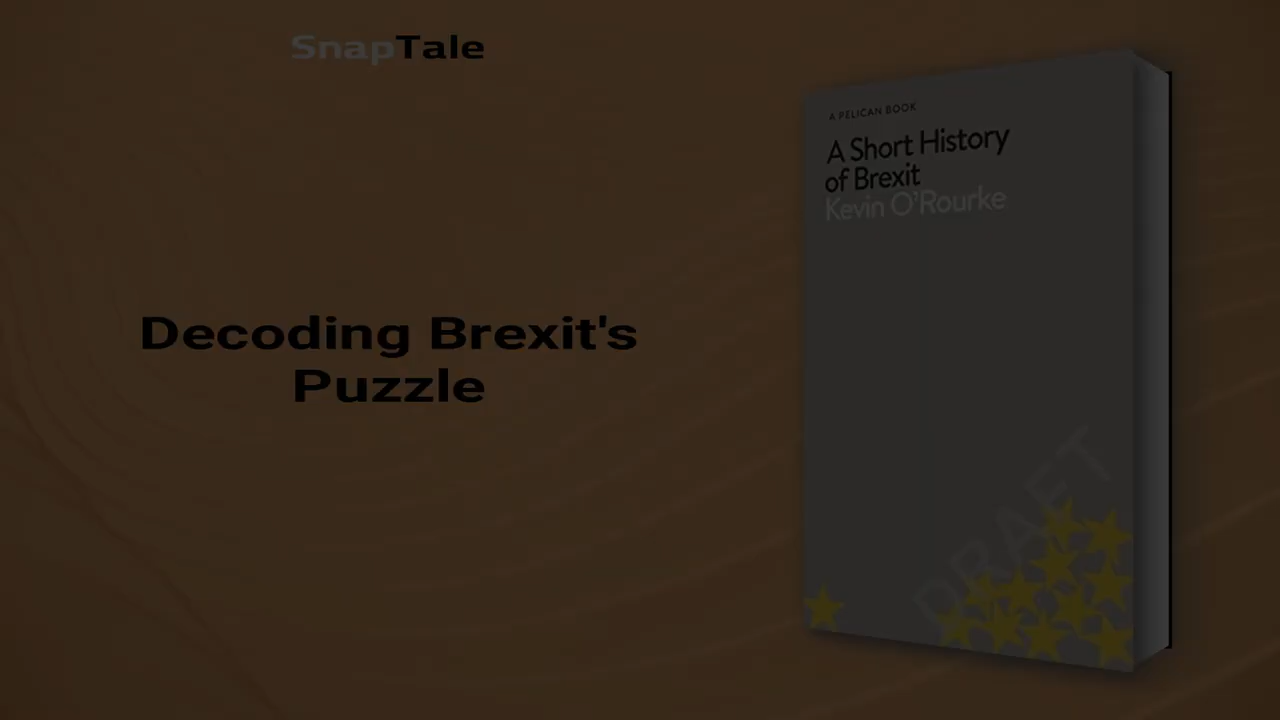 SnapTale
Decoding Brexit's
Puzzle
A PELICAN BOOK
A Short History
of Brexit
Kevin O'Rourke
DRAFT